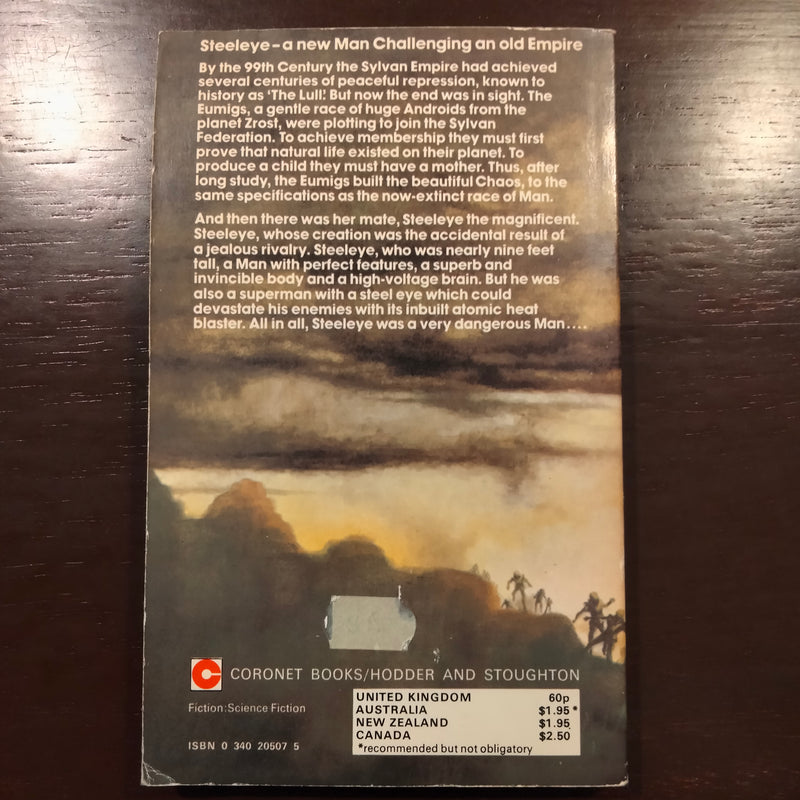 Steeleye – a new Man Challenging an old Empire
By the 99th Century the Sylvan Empire had achieved
several centuries of peaceful repression, known to
history as 'The Lull'. But now the end was in sight. The
Eumigs, a gentle race of huge Androids from the
planet Zrost, were plotting to join the Sylvan
Federation. To achieve membership they must first
prove that natural life existed on their planet. To
produce a child they must have a mother. Thus, after
long study, the Eumigs built the beautiful Chaos, to the
same specifications as the now-extinct race of Man.
And then there was her mate, Steeleye the magnificent.
Steeleye, whose creation was the accidental result of
a jealous rivalry. Steeleye, who was nearly nine feet
tall, a Man with perfect features, a superb and
invincible body and a high-voltage brain. But he was
also a superman with a steel eye which could
devastate his enemies with its inbuilt atomic heat
blaster. All in all, Steeleye was a very dangerous Man....
CORONET BOOKS/HODDER AND STOUGHTON
Fiction:Science Fiction
ISBN 0 340 20507 5
UNITED KINGDOM 60p
AUSTRALIA $1.95*
NEW ZEALAND $1.95
CANADA $2.50
*recommended but not obligatory